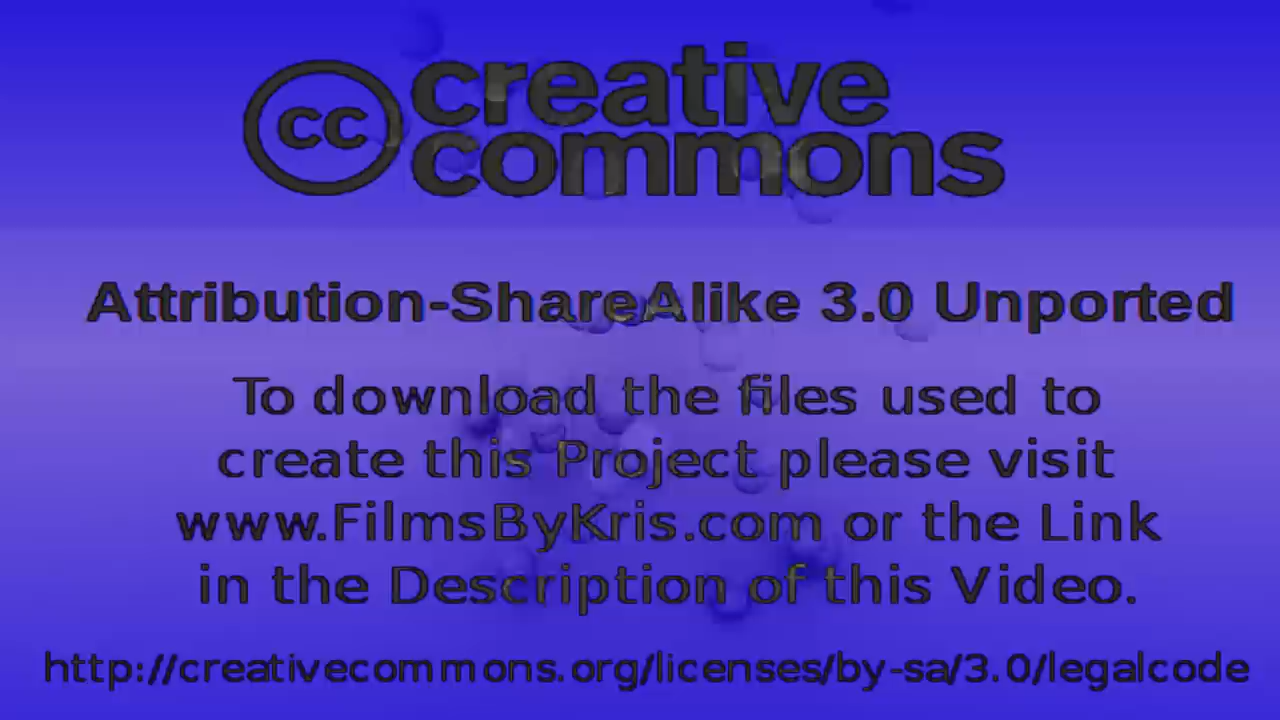 cc creative
commons
Attribution-ShareAlike 3.0 Unported
To download the files used to
create this Project please visit
www.FilmsByKris.com or the Link
in the Description of this Video.
http://creativecommons.org/licenses/by-sa/3.0/legalcode